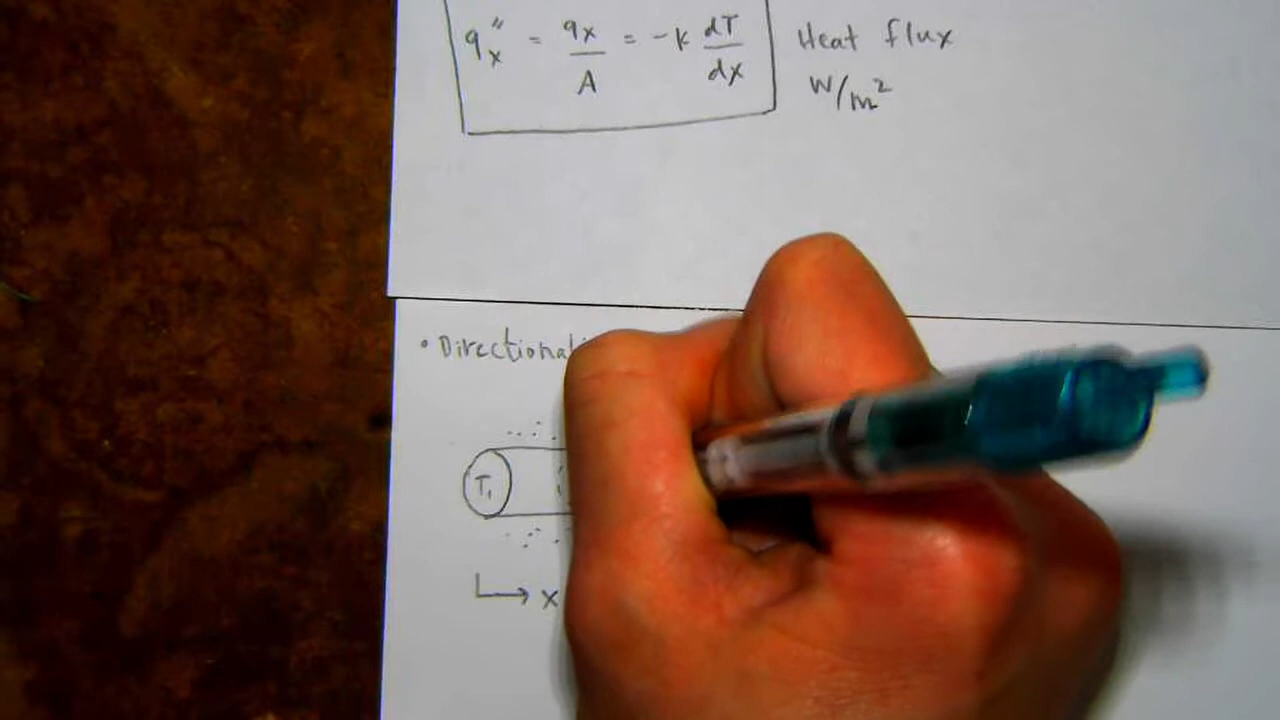 q″ₓ = qx/A = -k dT/dx Heat flux
W/m²
• Directional
T₁
x